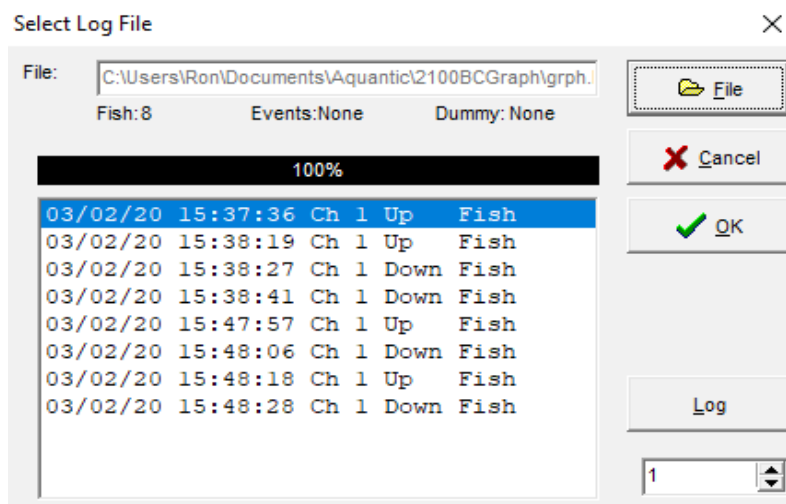 Select Log File
File: C:\Users\Ron\Documents\Aquantic\2100BCGraph\grph.
Fish:8 Events:None Dummy: None
100%
03/02/20 15:37:36 Ch 1 Up Fish
03/02/20 15:38:19 Ch 1 Up Fish
03/02/20 15:38:27 Ch 1 Down Fish
03/02/20 15:38:41 Ch 1 Down Fish
03/02/20 15:47:57 Ch 1 Up Fish
03/02/20 15:48:06 Ch 1 Down Fish
03/02/20 15:48:18 Ch 1 Up Fish
03/02/20 15:48:28 Ch 1 Down Fish
File
Cancel
OK
Log
1